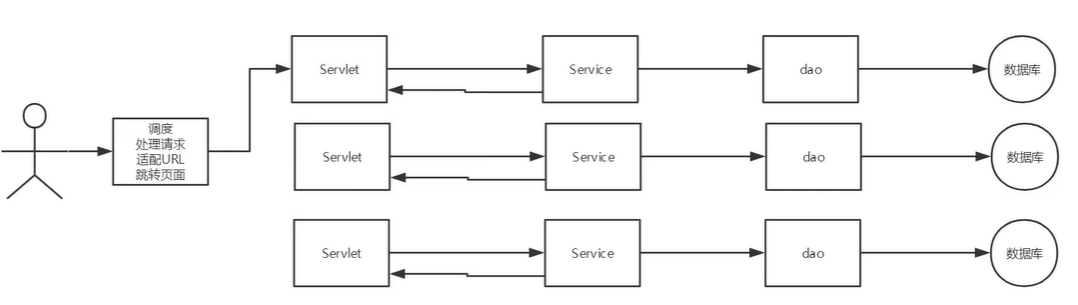 调度
处理请求
适配URL
跳转页面
Servlet
Service
dao
数据库
Servlet
Service
dao
数据库
Servlet
Service
dao
数据库